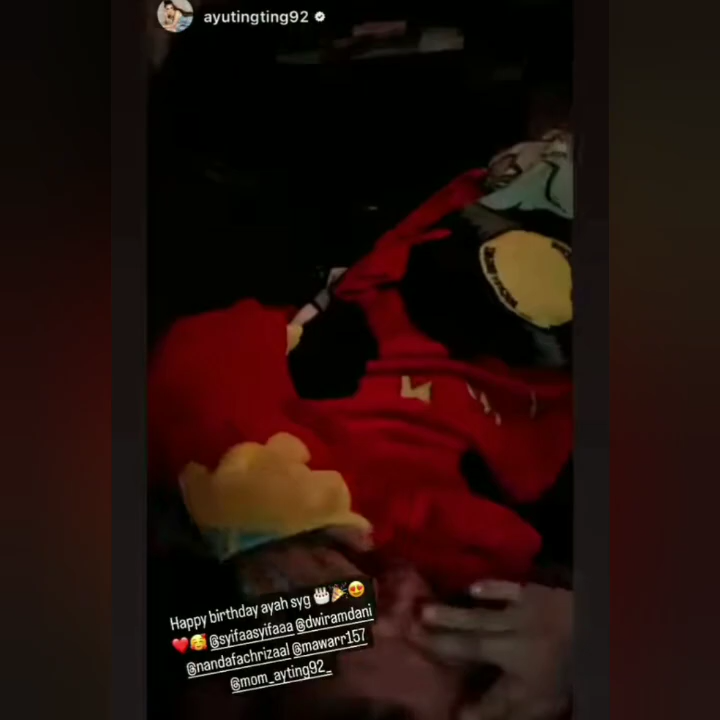 ayutingting92
Happy birthday ayah syg 🎂🎉😍
❤️🥰 @syifaasyifaaa @dwiramdani
@nandafachrizaal @mawarr157
@mom_ayting92_